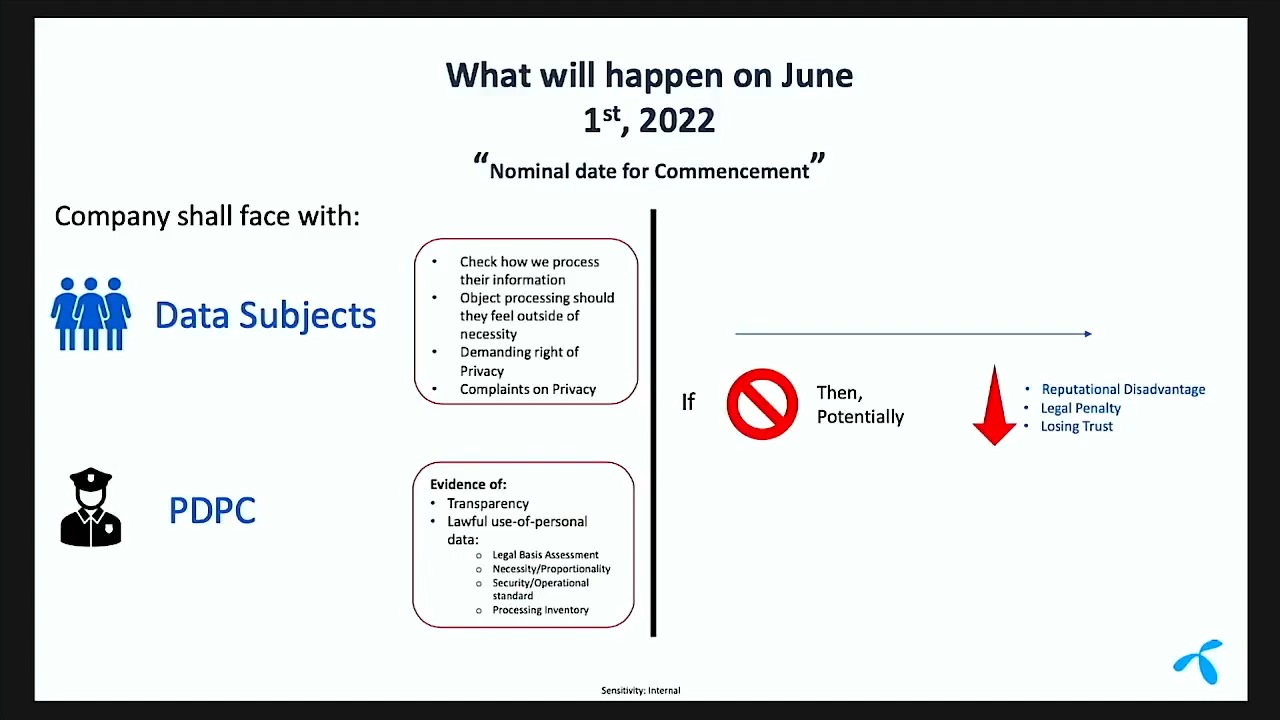 What will happen on June
1st, 2022
“Nominal date for Commencement”
Company shall face with:
Data Subjects
• Check how we process
their information
• Object processing should
they feel outside of
necessity
• Demanding right of
Privacy
• Complaints on Privacy
PDPC
Evidence of:
• Transparency
• Lawful use-of-personal
data:
o Legal Basis Assessment
o Necessity/Proportionality
o Security/Operational
standard
o Processing Inventory
If
Then,
Potentially
• Reputational Disadvantage
• Legal Penalty
• Losing Trust
Sensitivity: Internal